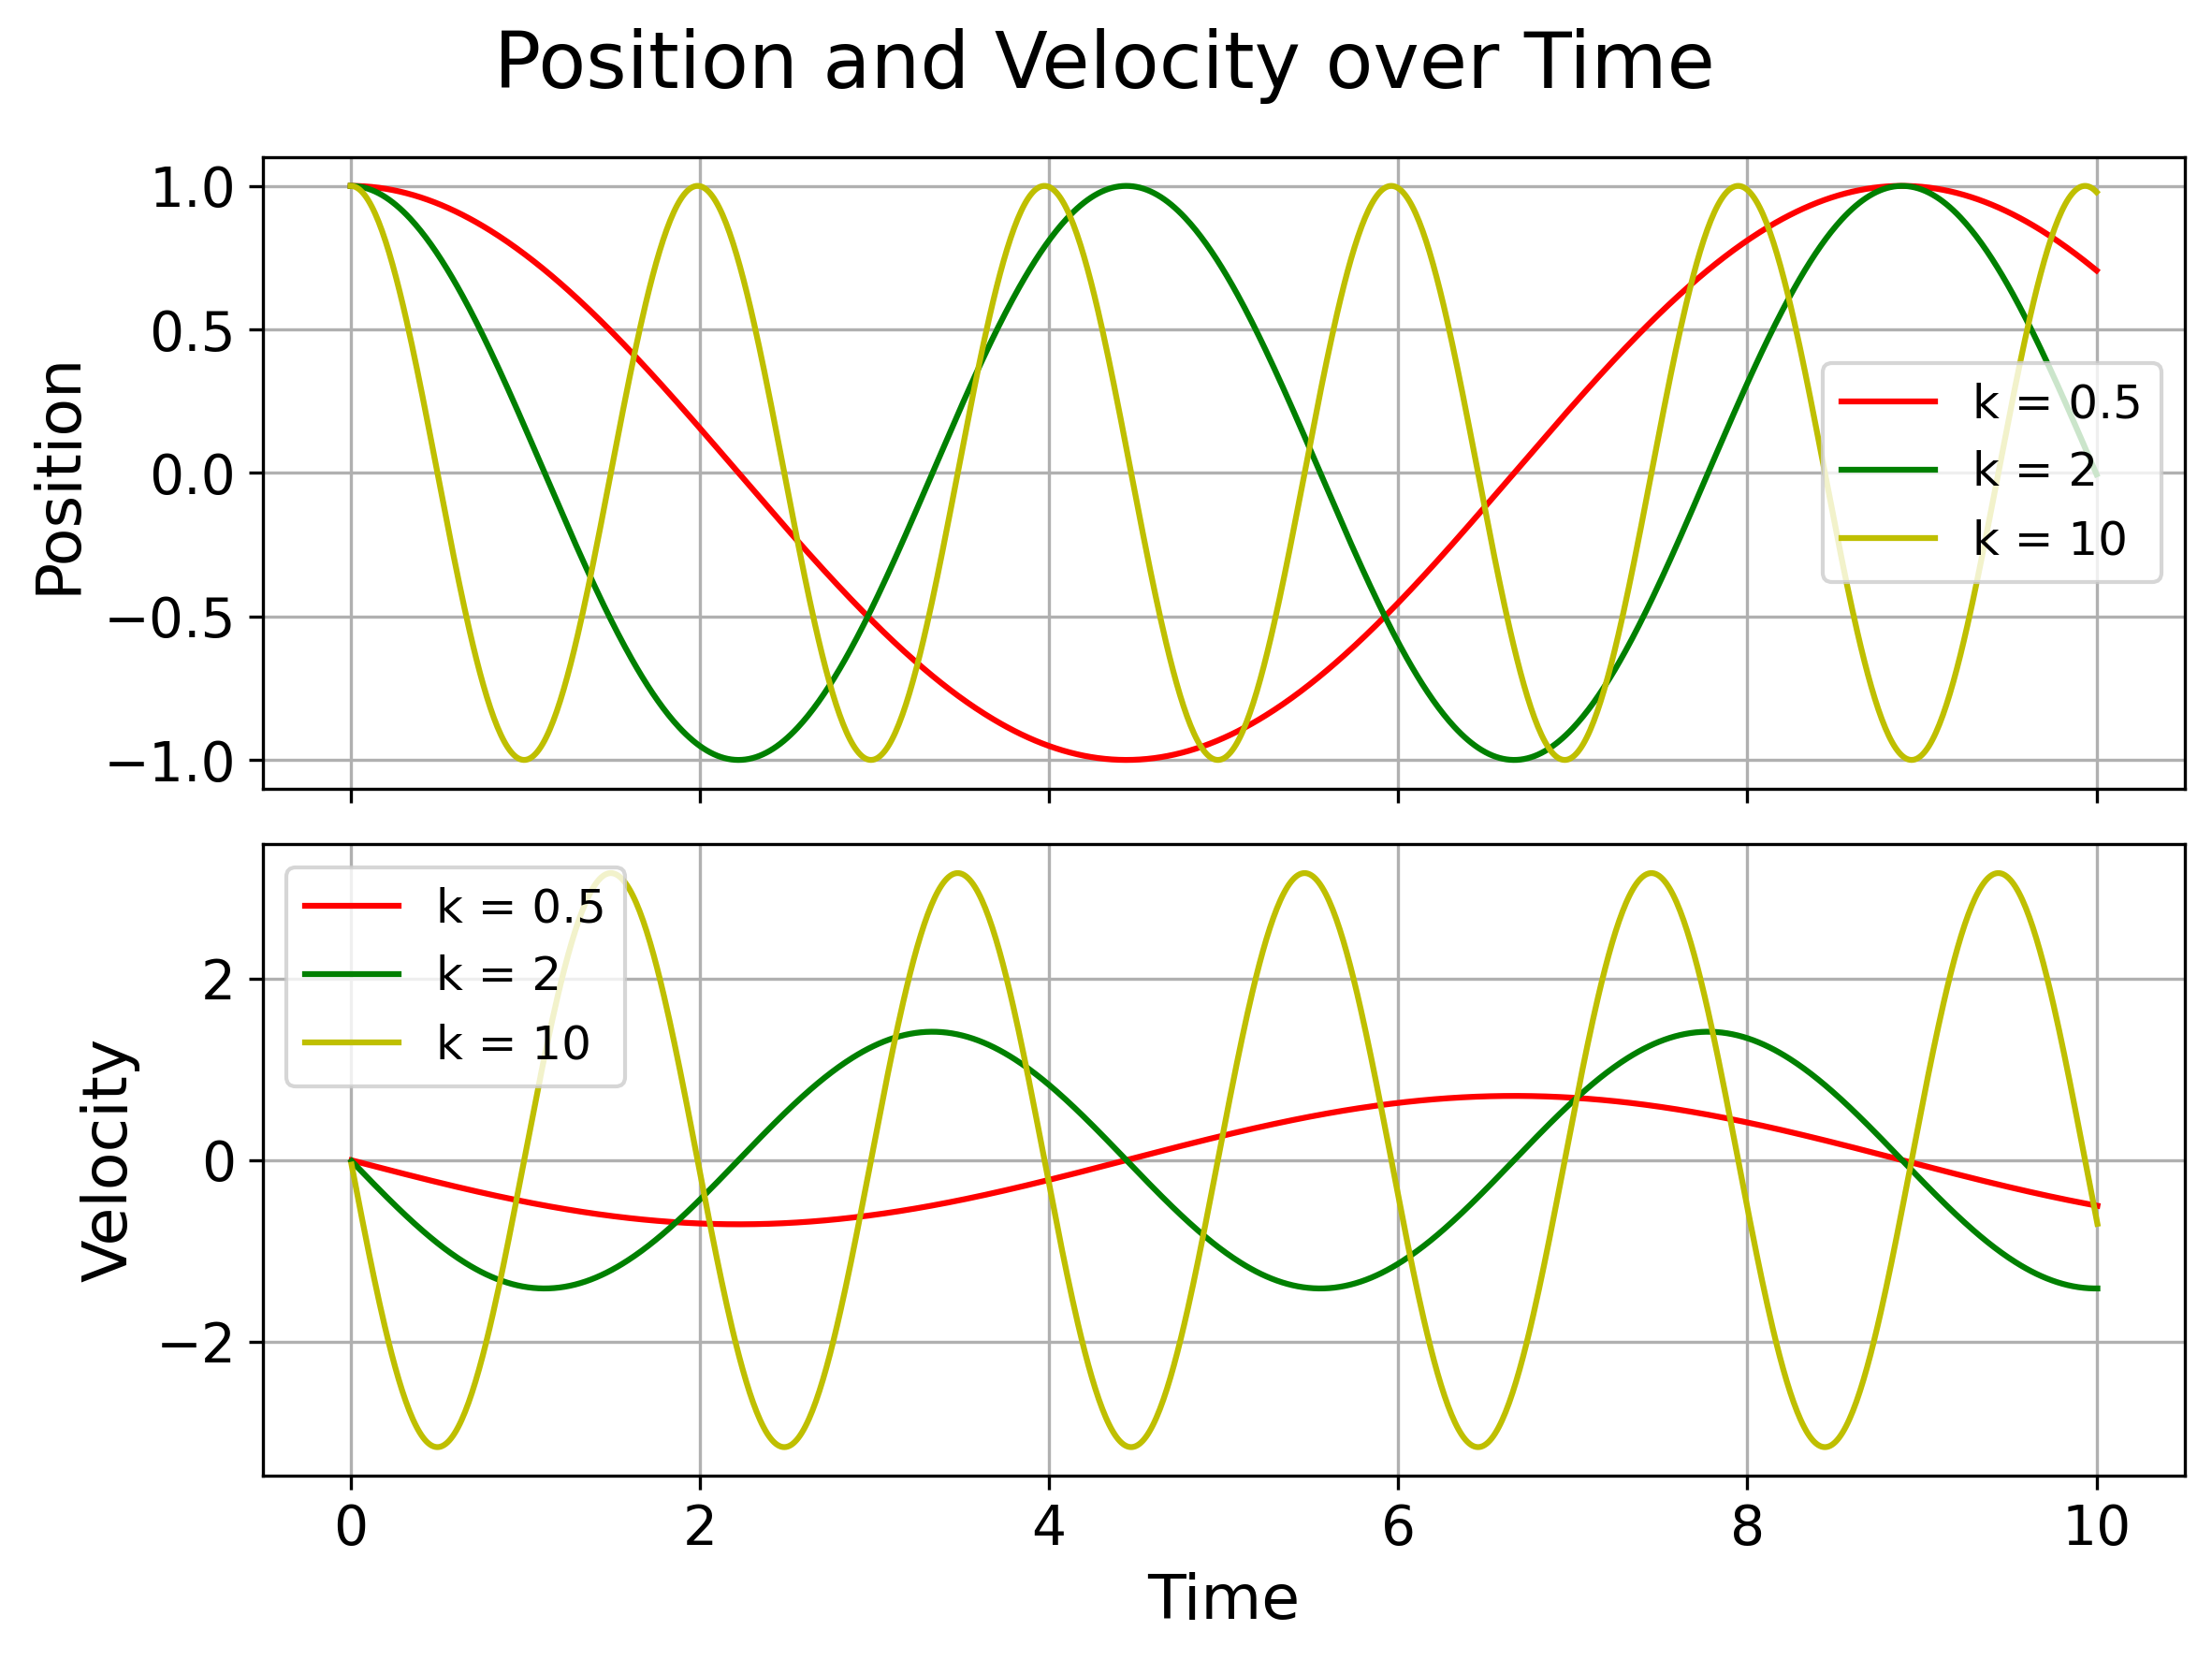 Position and Velocity over Time
1.0
0.5
0.0
−0.5
−1.0
Position
k = 0.5
k = 2
k = 10
k = 0.5
k = 2
k = 10
2
0
−2
Velocity
0 2 4 6 8 10
Time